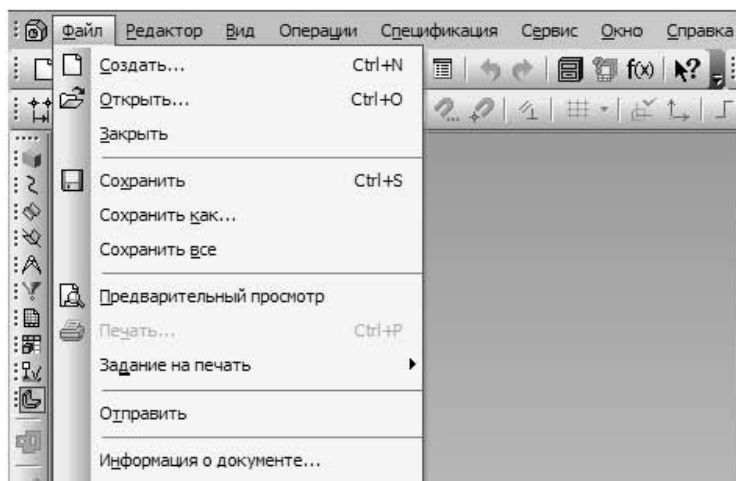 Файл Редактор Вид Операции Спецификация Сервис Окно Справка
Создать... Ctrl+N
f(x)
Открыть... Ctrl+O
Закрыть
Сохранить Ctrl+S
Сохранить как...
Сохранить все
Предварительный просмотр
Печать... Ctrl+P
Задание на печать
Отправить
Информация о документе...